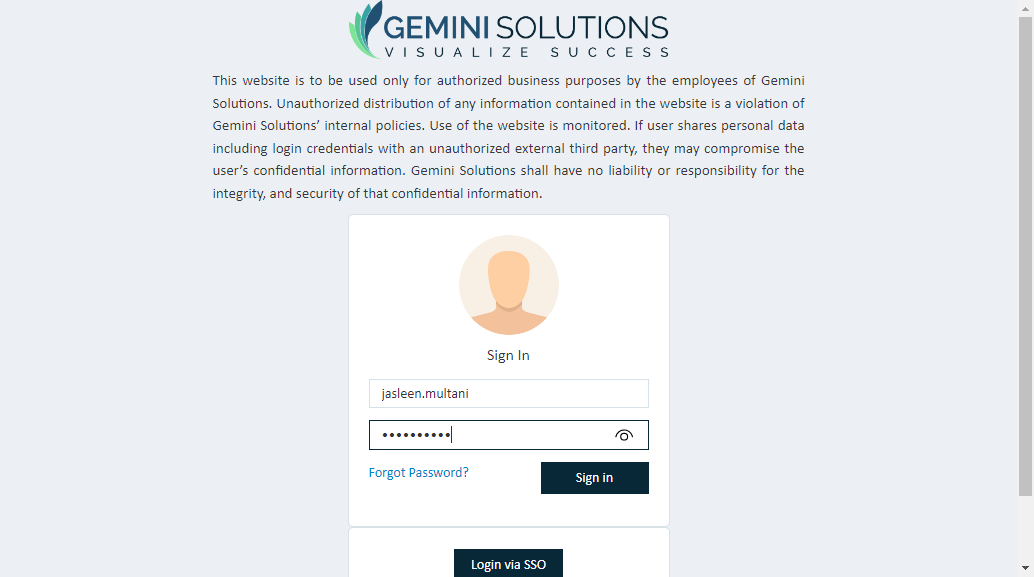 GEMINI SOLUTIONS
VISUALIZE SUCCESS
This website is to be used only for authorized business purposes by the employees of Gemini
Solutions. Unauthorized distribution of any information contained in the website is a violation of
Gemini Solutions’ internal policies. Use of the website is monitored. If user shares personal data
including login credentials with an unauthorized external third party, they may compromise the
user’s confidential information. Gemini Solutions shall have no liability or responsibility for the
integrity, and security of that confidential information.
Sign In
jasleen.multani
••••••••••
Forgot Password?
Sign in
Login via SSO